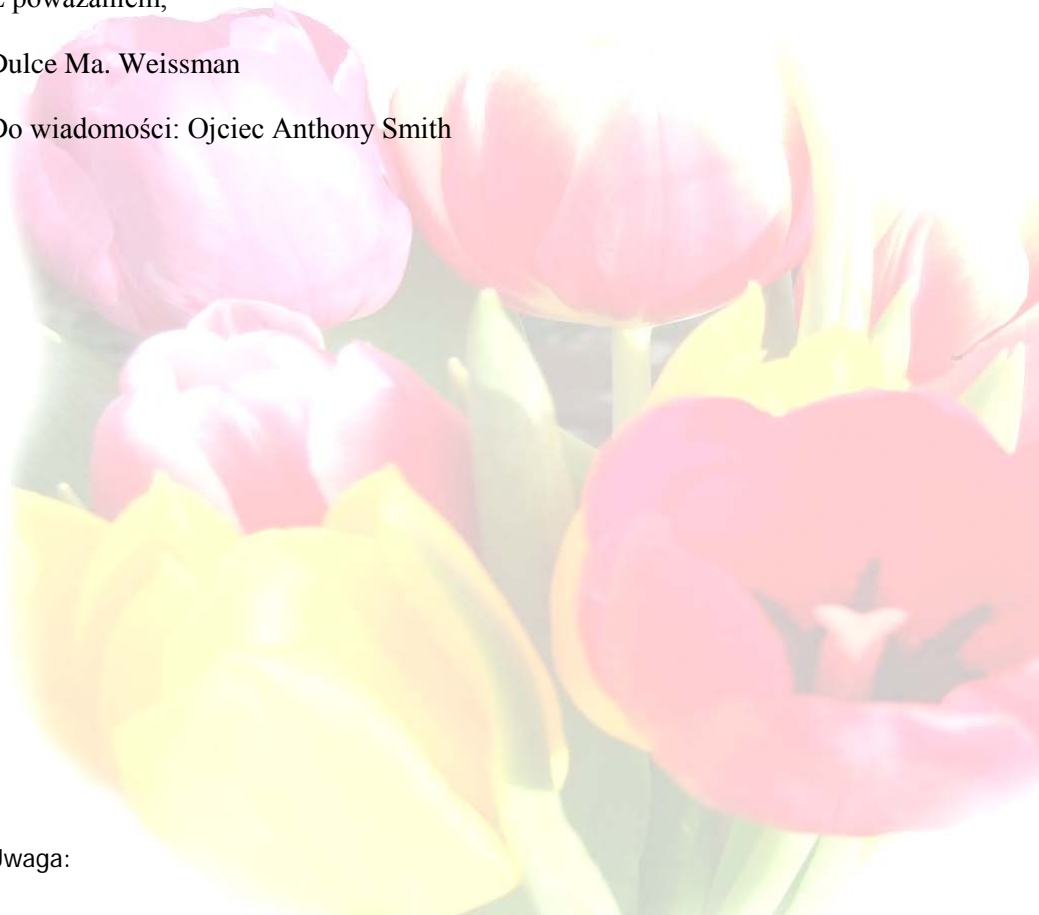 poważaniem,
Dulce Ma. Weissman
Do wiadomości: Ojciec Anthony Smith
Uwaga: